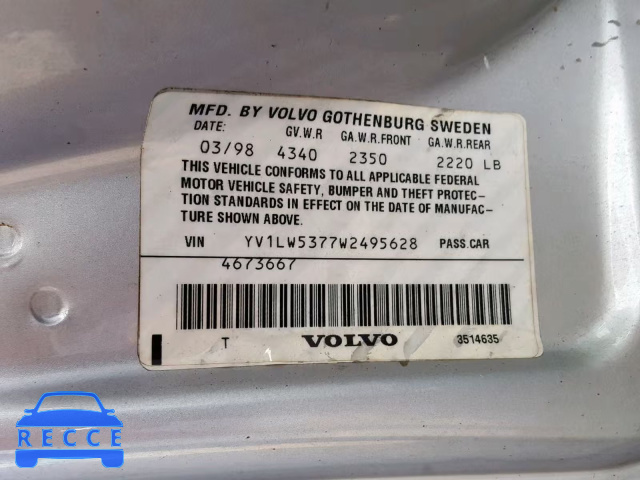 MFD. BY VOLVO GOTHENBURG SWEDEN
DATE: GV.W.R GA.W.R.FRONT GA.W.R.REAR
03/98 4340 2350 2220 LB
THIS VEHICLE CONFORMS TO ALL APPLICABLE FEDERAL
MOTOR VEHICLE SAFETY, BUMPER AND THEFT PROTEC-
TION STANDARDS IN EFFECT ON THE DATE OF MANUFAC-
TURE SHOWN ABOVE.
VIN YV1LW5377W2495628 PASS.CAR
4673667
T VOLVO 3514635
RECCE